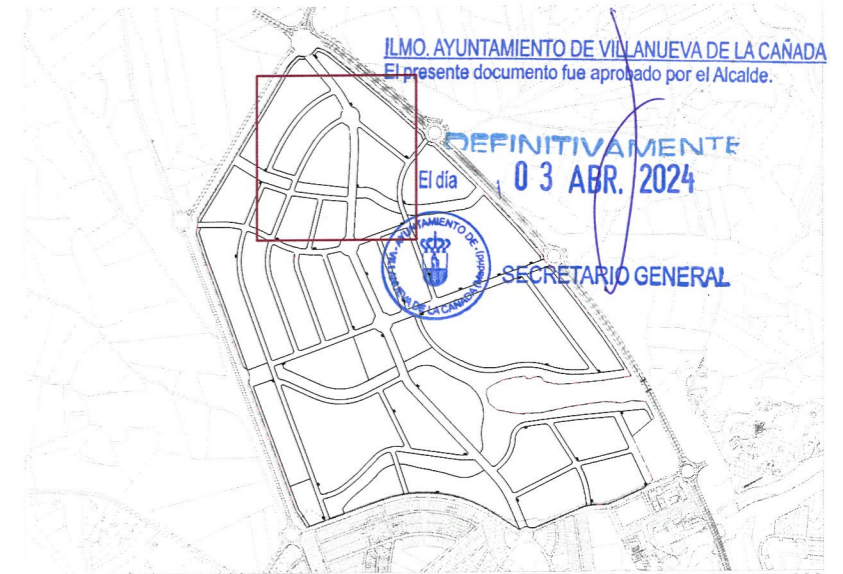 ILMO. AYUNTAMIENTO DE VILLANUEVA DE LA CAÑADA
El presente documento fue aprobado por el Alcalde.
DEFINITIVAMENTE
El día
03 ABR. 2024
SECRETARIO GENERAL
AYUNTAMIENTO DE VILLANUEVA DE LA CAÑADA (Madrid)